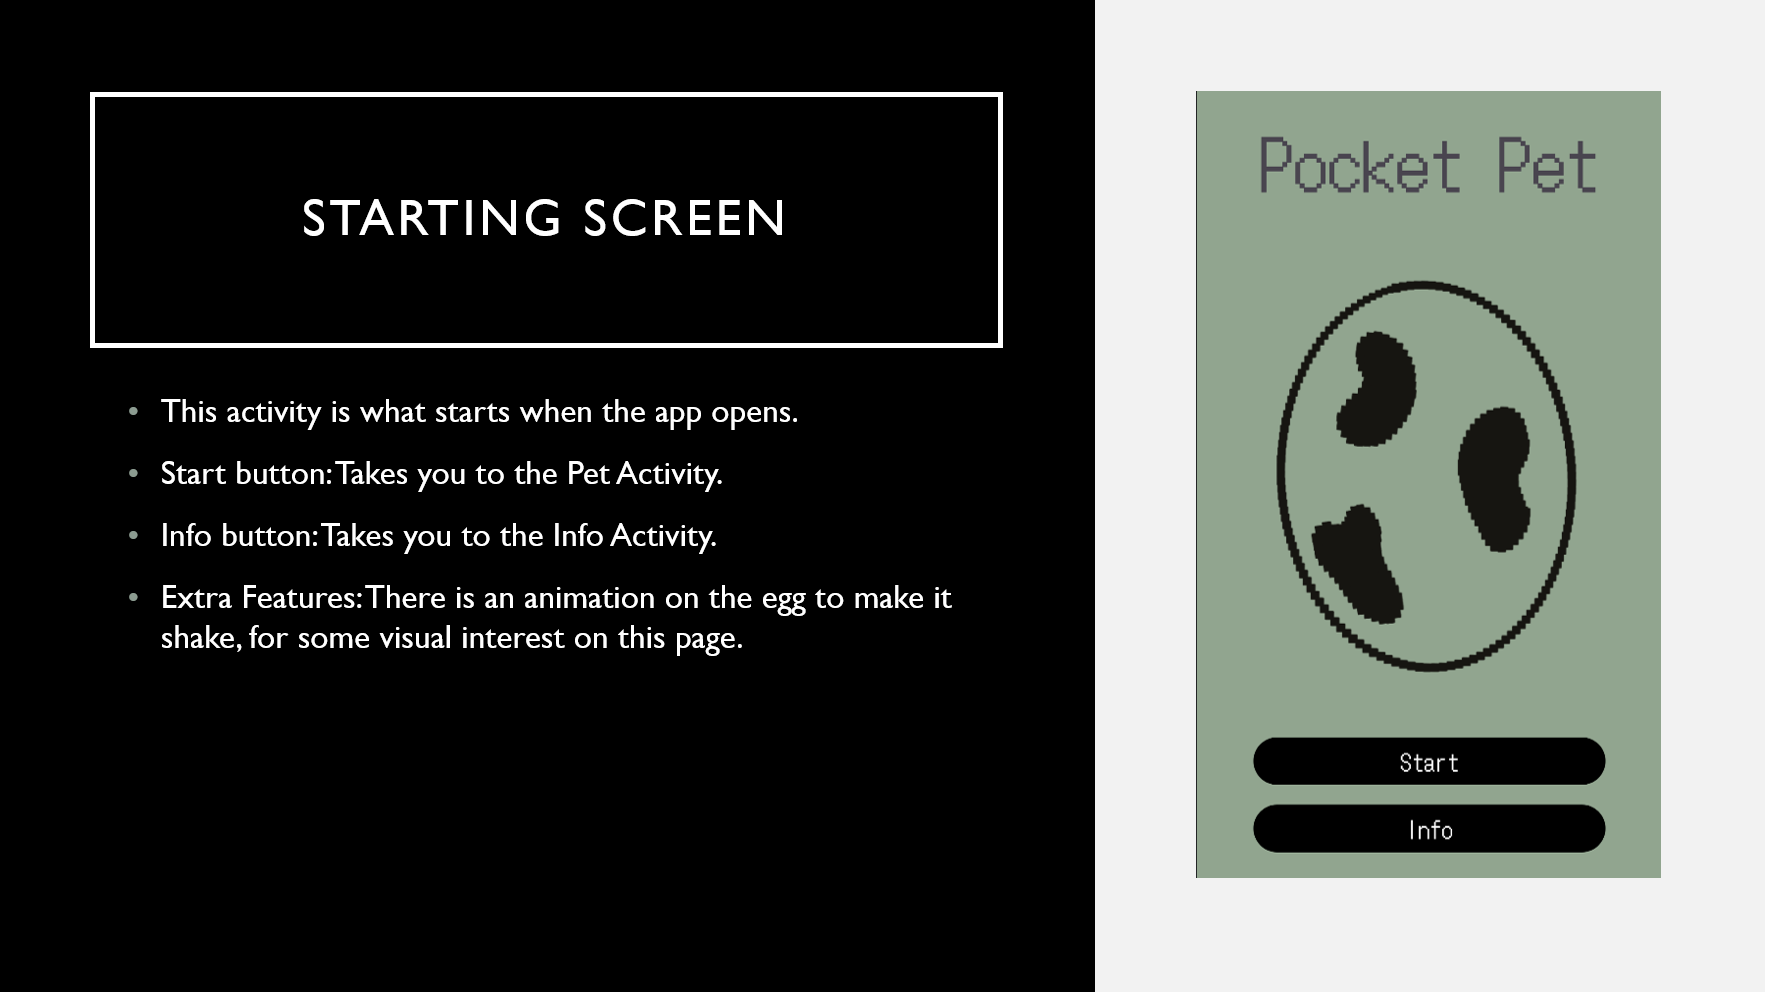 STARTING SCREEN
• This activity is what starts when the app opens.
• Start button: Takes you to the Pet Activity.
• Info button: Takes you to the Info Activity.
• Extra Features: There is an animation on the egg to make it
shake, for some visual interest on this page.
Pocket Pet
Start
Info